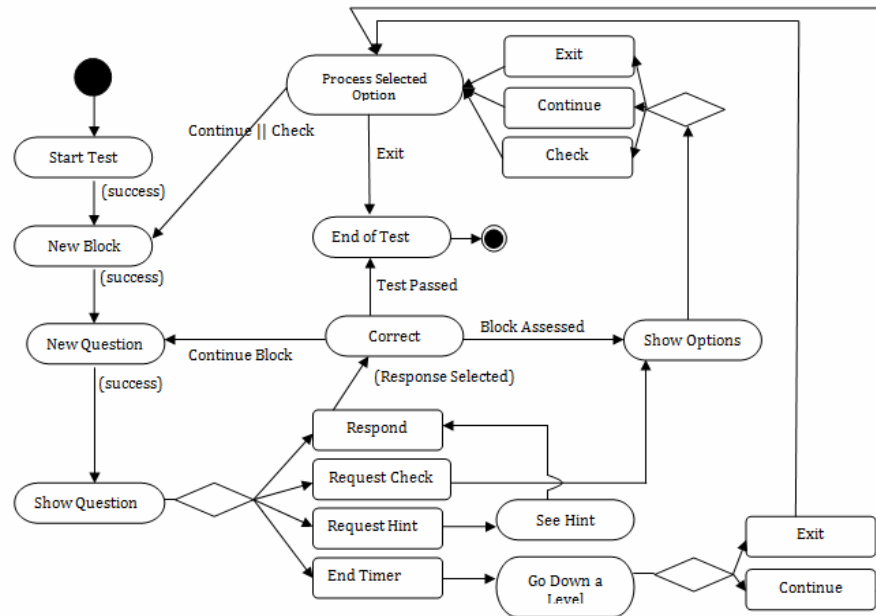 Exit
Process Selected
Option
Continue
Continue || Check
Check
Start Test
Exit
(success)
End of Test
New Block
(success)
Test Passed
Correct
Block Assessed
New Question
Continue Block
Show Options
(success)
(Response Selected)
Respond
Request Check
Show Question
Request Hint
See Hint
Exit
End Timer
Go Down a
Level
Continue